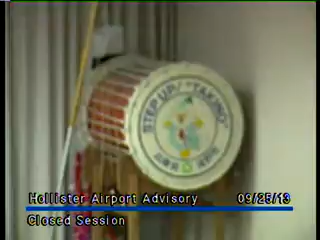 STEP UP! "TAKINO"
Hollister Airport Advisory 09/25/13
Closed Session